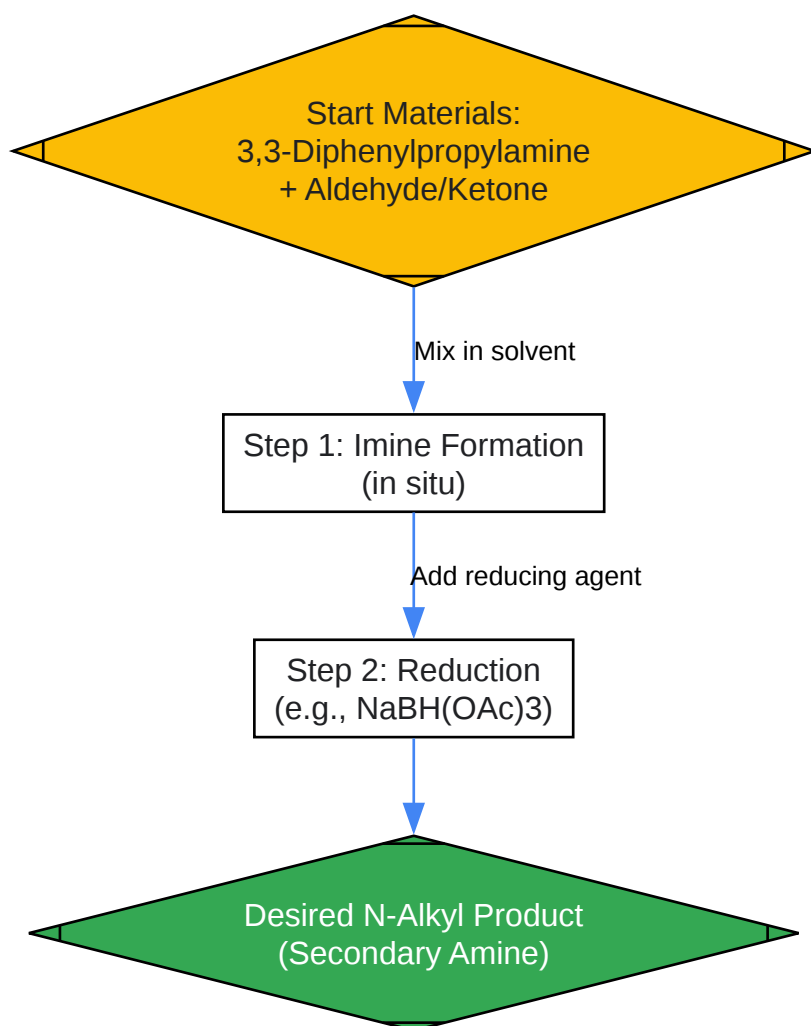 Start Materials:
3,3-Diphenylpropylamine
+ Aldehyde/Ketone
Mix in solvent
Step 1: Imine Formation
(in situ)
Add reducing agent
Step 2: Reduction
(e.g., NaBH(OAc)3)
Desired N-Alkyl Product
(Secondary Amine)